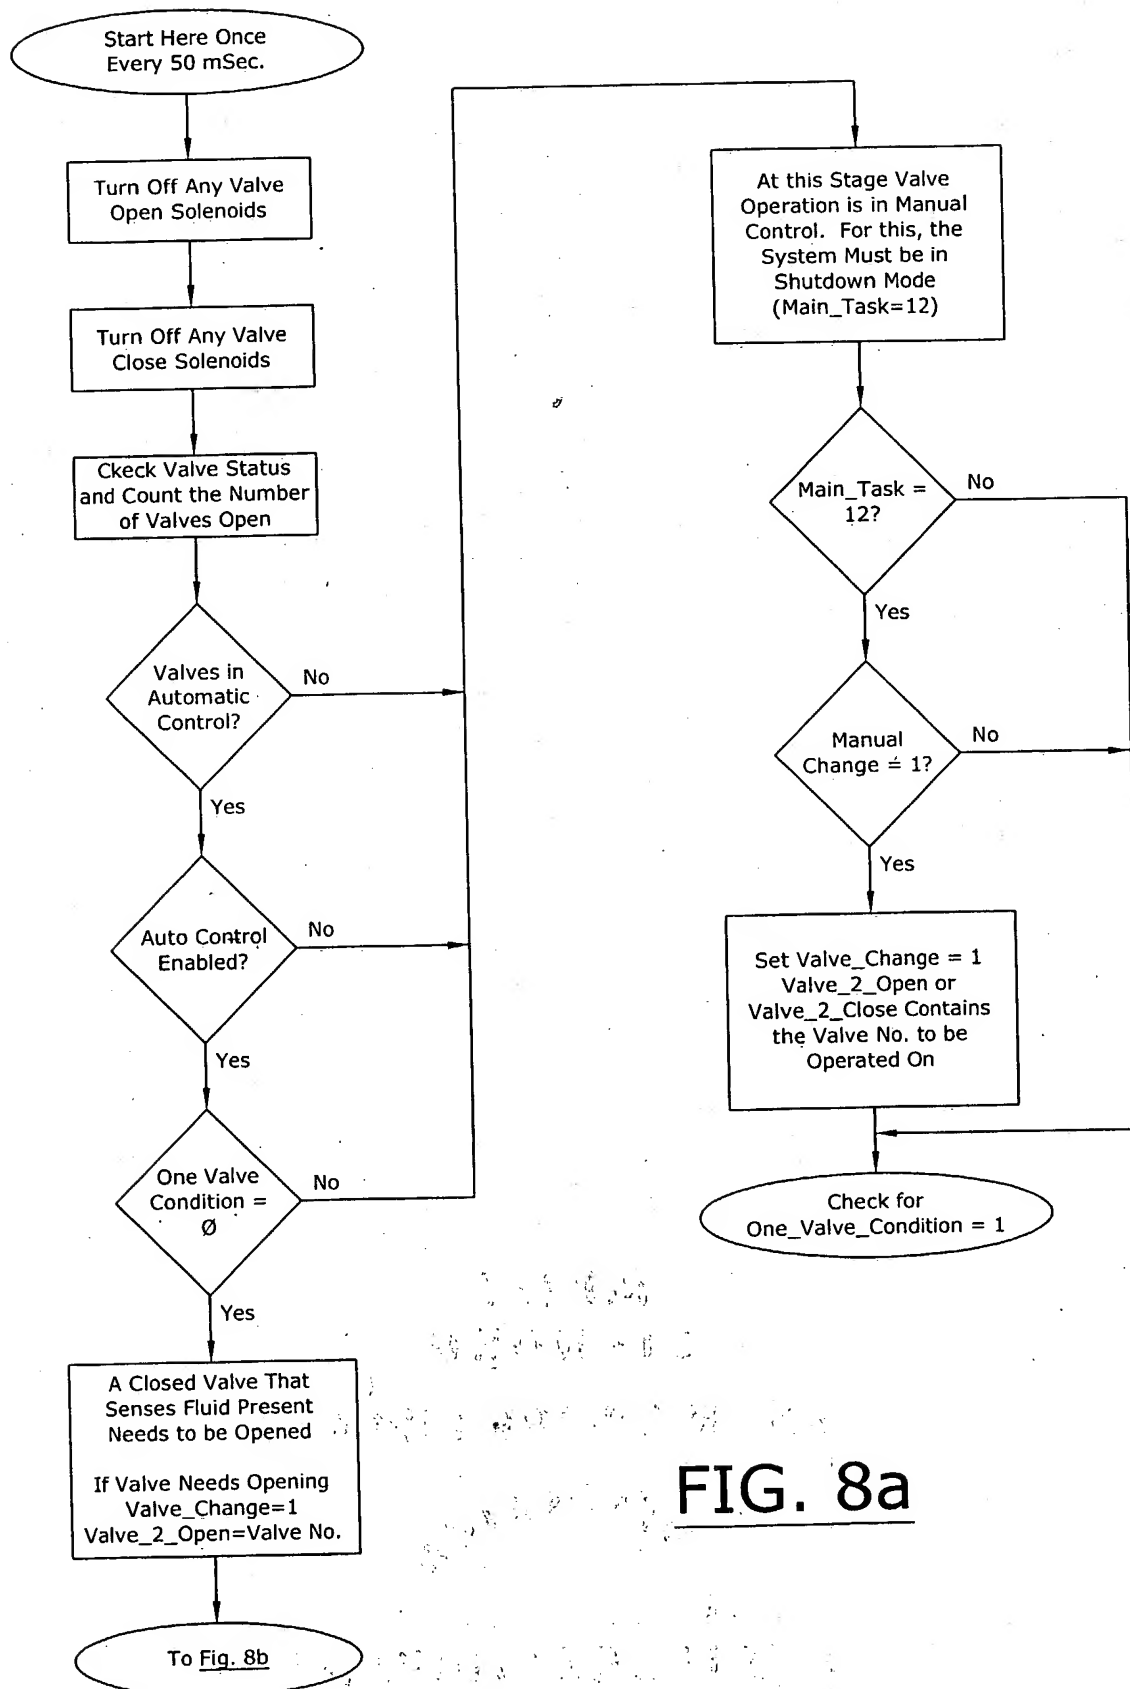 Start Here Once
Every 50 mSec.
Turn Off Any Valve
Open Solenoids
Turn Off Any Valve
Close Solenoids
Ckeck Valve Status
and Count the Number
of Valves Open
Valves in
Automatic
Control?
No
Yes
Auto Control
Enabled?
No
Yes
One Valve
Condition =
Ø
No
Yes
A Closed Valve That
Senses Fluid Present
Needs to be Opened
If Valve Needs Opening
Valve_Change=1
Valve_2_Open=Valve No.
To Fig. 8b
At this Stage Valve
Operation is in Manual
Control. For this, the
System Must be in
Shutdown Mode
(Main_Task=12)
Main_Task =
12?
No
Yes
Manual
Change = 1?
No
Yes
Set Valve_Change = 1
Valve_2_Open or
Valve_2_Close Contains
the Valve No. to be
Operated On
Check for
One_Valve_Condition = 1
FIG. 8a